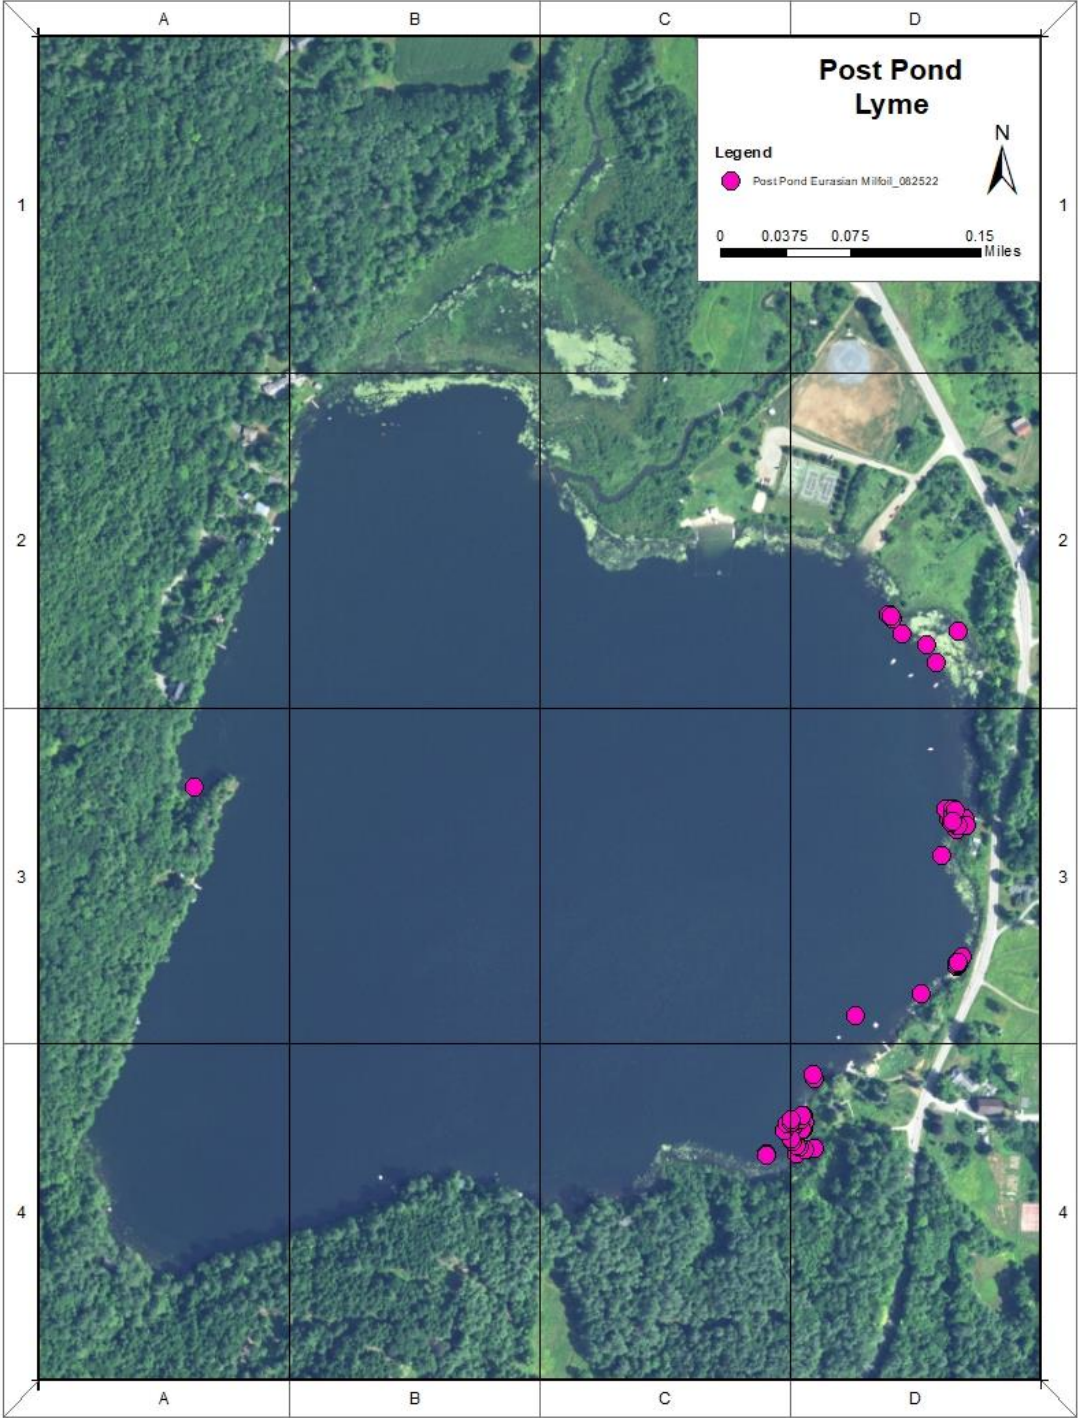 A B C D
Post Pond
Lyme
N
Legend
Post Pond Eurasian Milfoil_082522
0 0.0375 0.075 0.15
Miles
1 1
2 2
3 3
4 4
A B C D